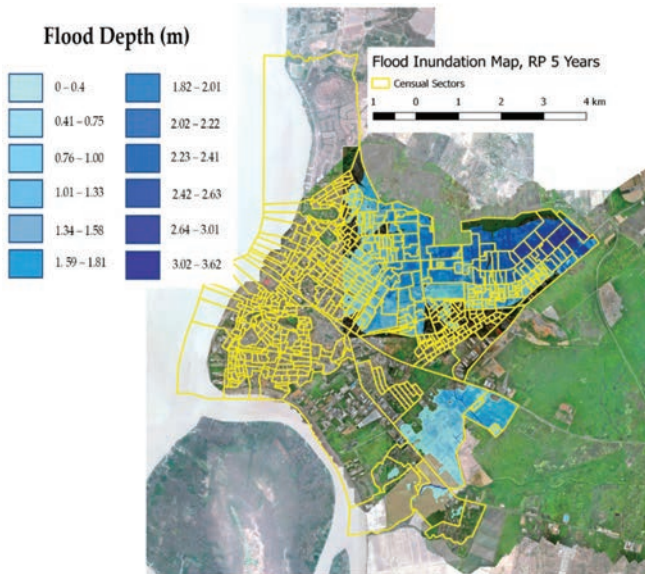 Flood Depth (m)
0 – 0.4
0.41 – 0.75
0.76 – 1.00
1.01 – 1.33
1.34 – 1.58
1. 59 – 1.81
1.82 – 2.01
2.02 – 2.22
2.23 – 2.41
2.42 – 2.63
2.64 – 3.01
3.02 – 3.62
Flood Inundation Map, RP 5 Years
Censual Sectors
1 0 1 2 3 4 km